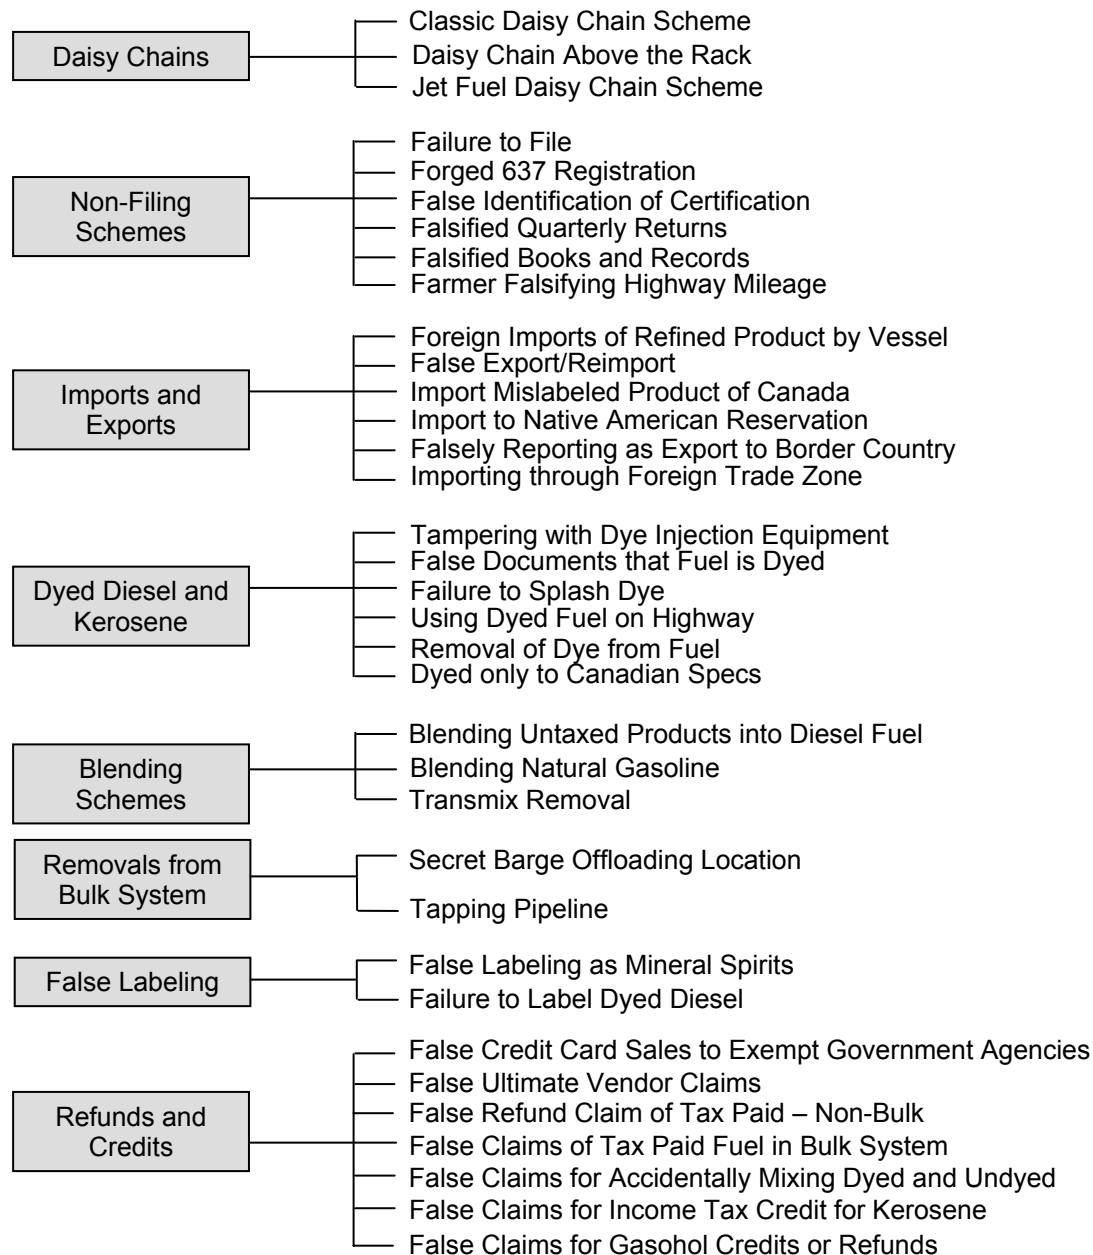 Daisy Chains
Classic Daisy Chain Scheme
Daisy Chain Above the Rack
Jet Fuel Daisy Chain Scheme
Non-Filing
Schemes
Failure to File
Forged 637 Registration
False Identification of Certification
Falsified Quarterly Returns
Falsified Books and Records
Farmer Falsifying Highway Mileage
Imports and
Exports
Foreign Imports of Refined Product by Vessel
False Export/Reimport
Import Mislabeled Product of Canada
Import to Native American Reservation
Falsely Reporting as Export to Border Country
Importing through Foreign Trade Zone
Dyed Diesel and
Kerosene
Tampering with Dye Injection Equipment
False Documents that Fuel is Dyed
Failure to Splash Dye
Using Dyed Fuel on Highway
Removal of Dye from Fuel
Dyed only to Canadian Specs
Blending
Schemes
Blending Untaxed Products into Diesel Fuel
Blending Natural Gasoline
Transmix Removal
Removals from
Bulk System
Secret Barge Offloading Location
Tapping Pipeline
False Labeling
False Labeling as Mineral Spirits
Failure to Label Dyed Diesel
Refunds and
Credits
False Credit Card Sales to Exempt Government Agencies
False Ultimate Vendor Claims
False Refund Claim of Tax Paid – Non-Bulk
False Claims of Tax Paid Fuel in Bulk System
False Claims for Accidentally Mixing Dyed and Undyed
False Claims for Income Tax Credit for Kerosene
False Claims for Gasohol Credits or Refunds